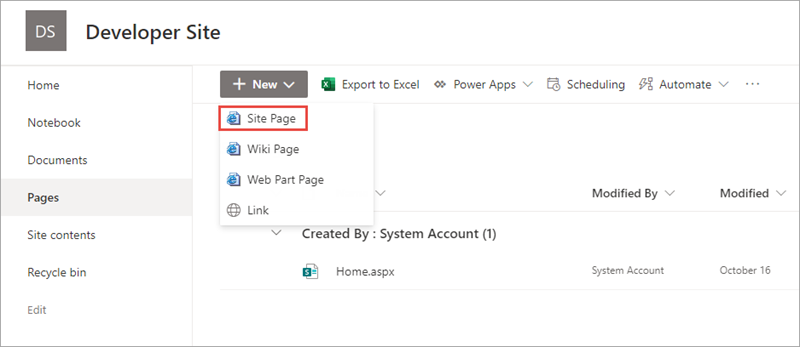 DS Developer Site
Home
Notebook
Documents
Pages
Site contents
Recycle bin
Edit
New Export to Excel Power Apps Scheduling Automate ...
Site Page
Wiki Page
Web Part Page
Link
Modified By Modified
Created By : System Account (1)
Home.aspx System Account October 16